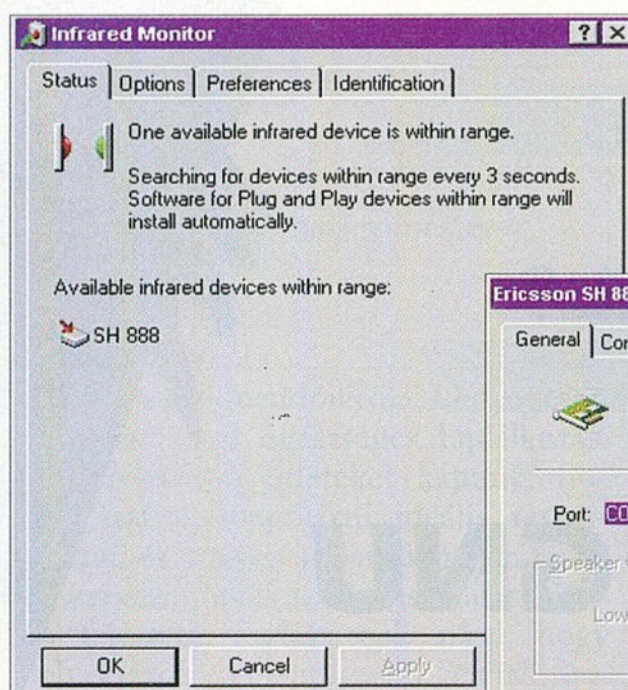 Infrared Monitor
Status Options Preferences Identification
One available infrared device is within range.
Searching for devices within range every 3 seconds.
Software for Plug and Play devices within range will
install automatically.
Available infrared devices within range:
SH 888
OK Cancel Apply
Ericsson SH 88
General
Port:
Speaker
Low